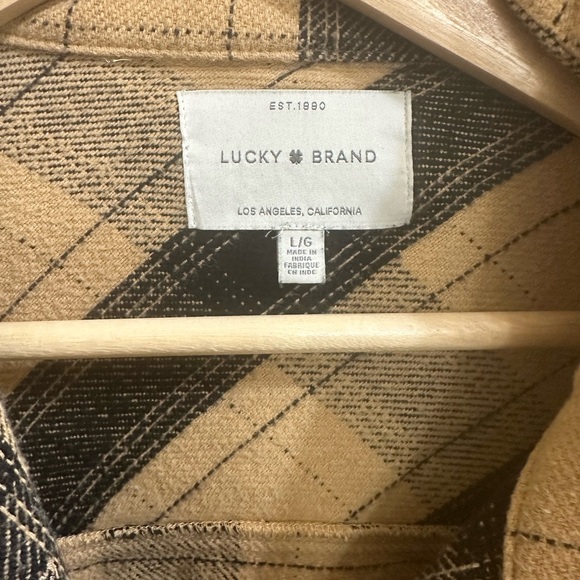 EST.1990
LUCKY BRAND
LOS ANGELES, CALIFORNIA
L/G
MADE IN
INDIA
FABRIQUE
EN INDE